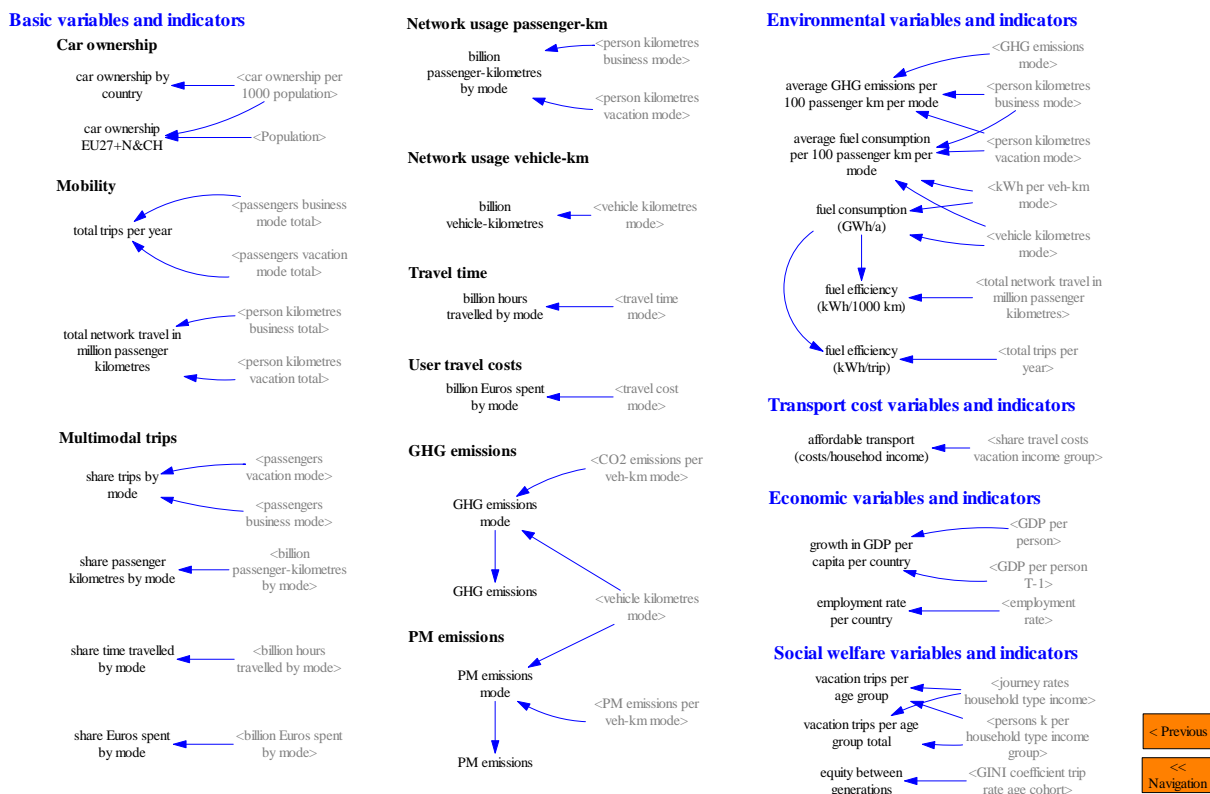 Basic variables and indicators
Car ownership
car ownership by
country
<car ownership per
1000 population>
car ownership
EU27+N&CH
<Population>
Mobility
<passengers business
mode total>
total trips per year
<passengers vacation
mode total>
<person kilometres
business total>
total network travel in
million passenger
kilometres
<person kilometres
vacation total>
Multimodal trips
<passengers
vacation mode>
share trips by
mode
<passengers
business mode>
share passenger
kilometres by mode
<billion
passenger-kilometres
by mode>
share time travelled
by mode
<billion hours
travelled by mode>
share Euros spent
by mode
<billion Euros spent
by mode>
Network usage passenger-km
billion
passenger-kilometres
by mode
<person kilometres
business mode>
<person kilometres
vacation mode>
Network usage vehicle-km
billion
vehicle-kilometres
<vehicle kilometres
mode>
Travel time
billion hours
travelled by mode
<travel time
mode>
User travel costs
billion Euros spent
by mode
<travel cost
mode>
GHG emissions
<CO2 emissions per
veh-km mode>
GHG emissions
mode
GHG emissions
<vehicle kilometres
mode>
PM emissions
PM emissions
mode
<PM emissions per
veh-km mode>
PM emissions
Environmental variables and indicators
<GHG emissions
mode>
average GHG emissions per
100 passenger km per mode
<person kilometres
business mode>
average fuel consumption
per 100 passenger km per
mode
<person kilometres
vacation mode>
<kWh per veh-km
mode>
fuel consumption
(GWh/a)
<vehicle kilometres
mode>
fuel efficiency
(kWh/1000 km)
<total network travel in
million passenger
kilometres>
fuel efficiency
(kWh/trip)
<total trips per
year>
Transport cost variables and indicators
affordable transport
(costs/househod income)
<share travel costs
vacation income group>
Economic variables and indicators
<GDP per
person>
growth in GDP per
capita per country
<GDP per person
T-1>
employment rate
per country
<employment
rate>
Social welfare variables and indicators
vacation trips per
age group
<journey rates
household type income>
vacation trips per age
group total
<persons k per
household type income
group>
equity between
generations
<GINI coefficient trip
rate age cohort>
< Previous
<<
Navigation